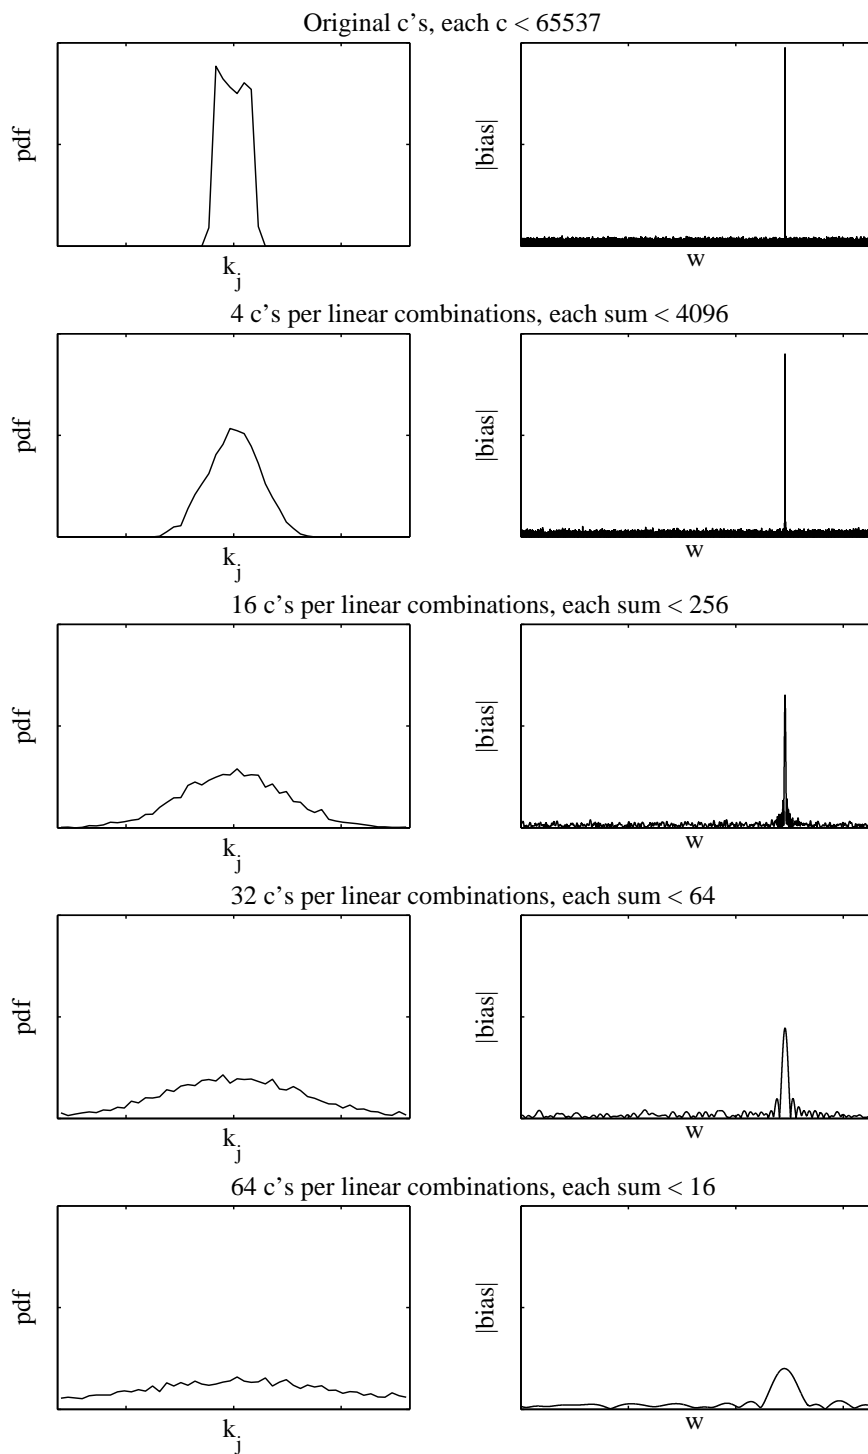 Original c's, each c < 65537
pdf
k_j
|bias|
w
4 c's per linear combinations, each sum < 4096
pdf
k_j
|bias|
w
16 c's per linear combinations, each sum < 256
pdf
k_j
|bias|
w
32 c's per linear combinations, each sum < 64
pdf
k_j
|bias|
w
64 c's per linear combinations, each sum < 16
pdf
k_j
|bias|
w